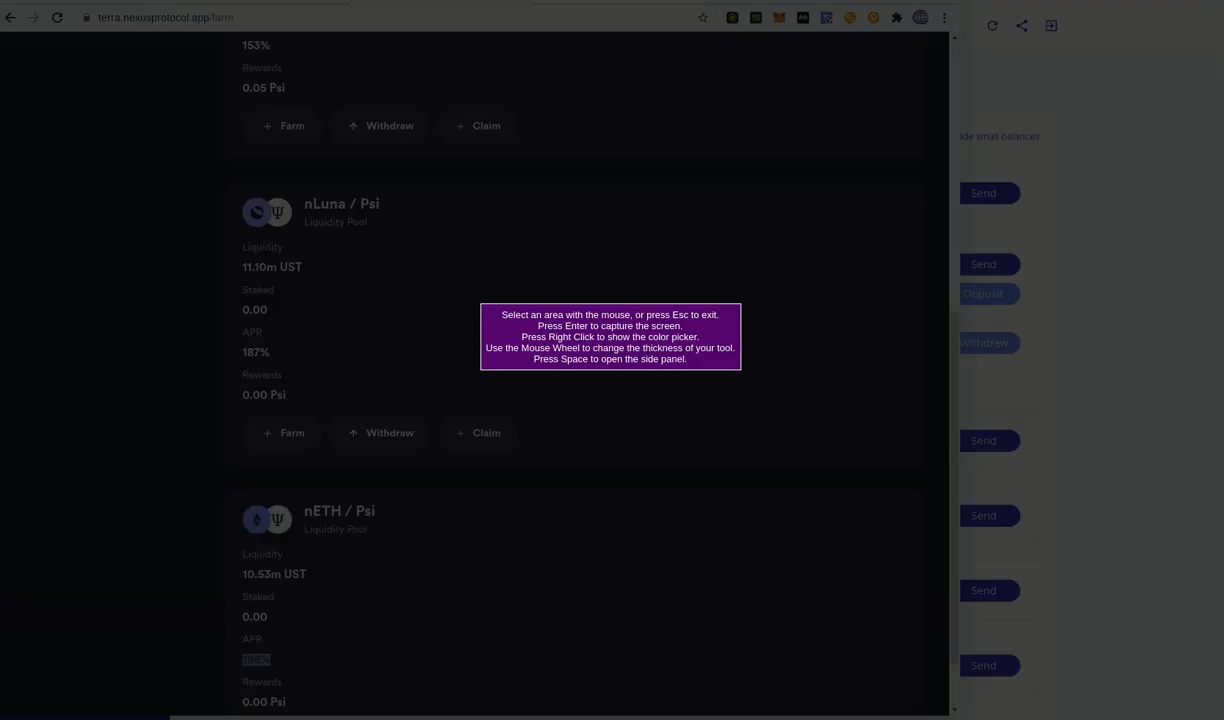 terra.nexusprotocol.app/farm
153%
Rewards
0.05 Psi
+ Farm
↑ Withdraw
+ Claim
nLuna / Psi
Liquidity Pool
Liquidity
11.10m UST
Staked
0.00
APR
187%
Rewards
0.00 Psi
+ Farm
↑ Withdraw
+ Claim
nETH / Psi
Liquidity Pool
Liquidity
10.53m UST
Staked
0.00
APR
198%
Rewards
0.00 Psi
Select an area with the mouse, or press Esc to exit.
Press Enter to capture the screen.
Press Right Click to show the color picker.
Use the Mouse Wheel to change the thickness of your tool.
Press Space to open the side panel.
ide small balances
Send
Send
Deposit
Withdraw
Send
Send
Send
Send